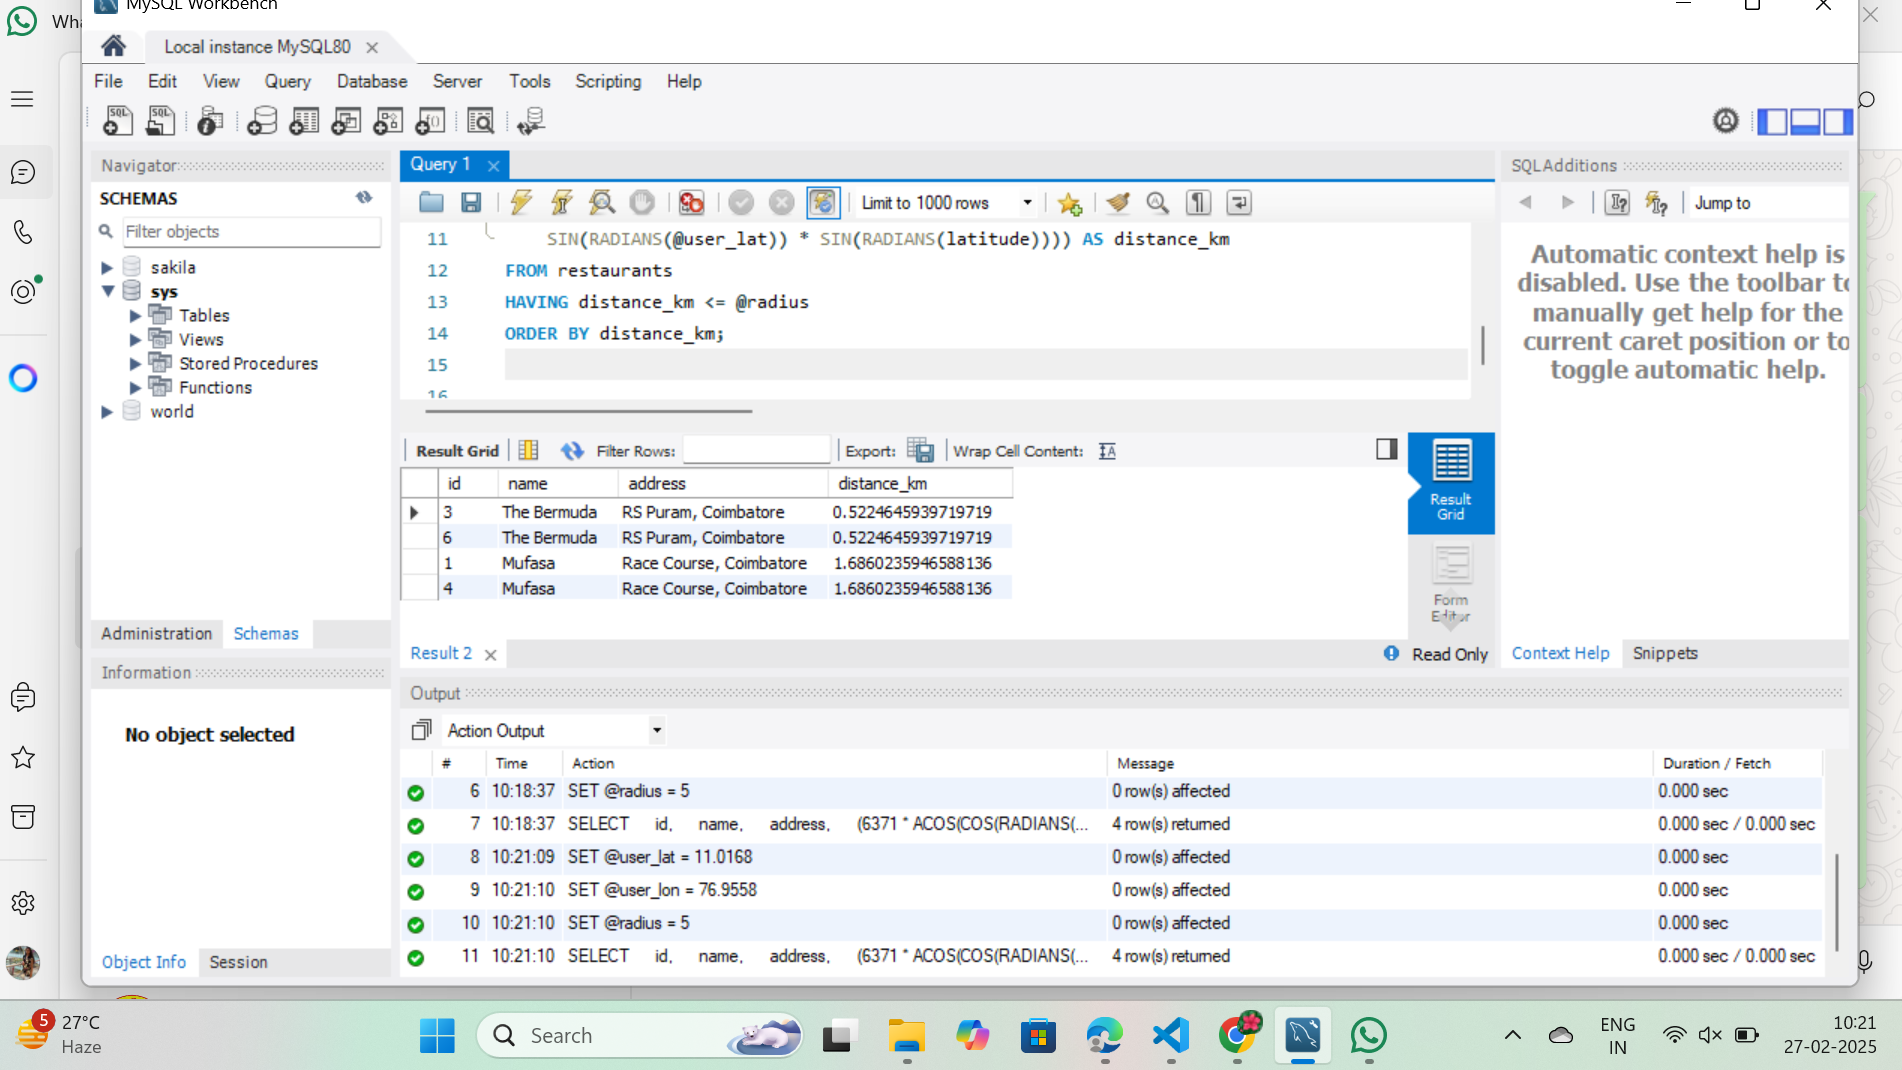 MySQL Workbench
Wha
Local instance MySQL80
File Edit View Query Database Server Tools Scripting Help
Navigator
SCHEMAS
Filter objects
sakila
sys
Tables
Views
Stored Procedures
Functions
world
Administration Schemas
Information
No object selected
Object Info Session
Query 1
Limit to 1000 rows
11 SIN(RADIANS(@user_lat)) * SIN(RADIANS(latitude)))) AS distance_km
12 FROM restaurants
13 HAVING distance_km <= @radius
14 ORDER BY distance_km;
15
16
Result Grid Filter Rows: Export: Wrap Cell Content:
id name address distance_km
3 The Bermuda RS Puram, Coimbatore 0.5224645939719719
6 The Bermuda RS Puram, Coimbatore 0.5224645939719719
1 Mufasa Race Course, Coimbatore 1.6860235946588136
4 Mufasa Race Course, Coimbatore 1.6860235946588136
Result
Grid
Form
Editor
Result 2
Read Only
SQLAdditions
Jump to
Automatic context help is
disabled. Use the toolbar to
manually get help for the
current caret position or to
toggle automatic help.
Context Help Snippets
Output
Action Output
# Time Action Message Duration / Fetch
6 10:18:37 SET @radius = 5 0 row(s) affected 0.000 sec
7 10:18:37 SELECT id, name, address, (6371 * ACOS(COS(RADIANS(... 4 row(s) returned 0.000 sec / 0.000 sec
8 10:21:09 SET @user_lat = 11.0168 0 row(s) affected 0.000 sec
9 10:21:10 SET @user_lon = 76.9558 0 row(s) affected 0.000 sec
10 10:21:10 SET @radius = 5 0 row(s) affected 0.000 sec
11 10:21:10 SELECT id, name, address, (6371 * ACOS(COS(RADIANS(... 4 row(s) returned 0.000 sec / 0.000 sec
5
27°C
Haze
Search
ENG
IN
10:21
27-02-2025